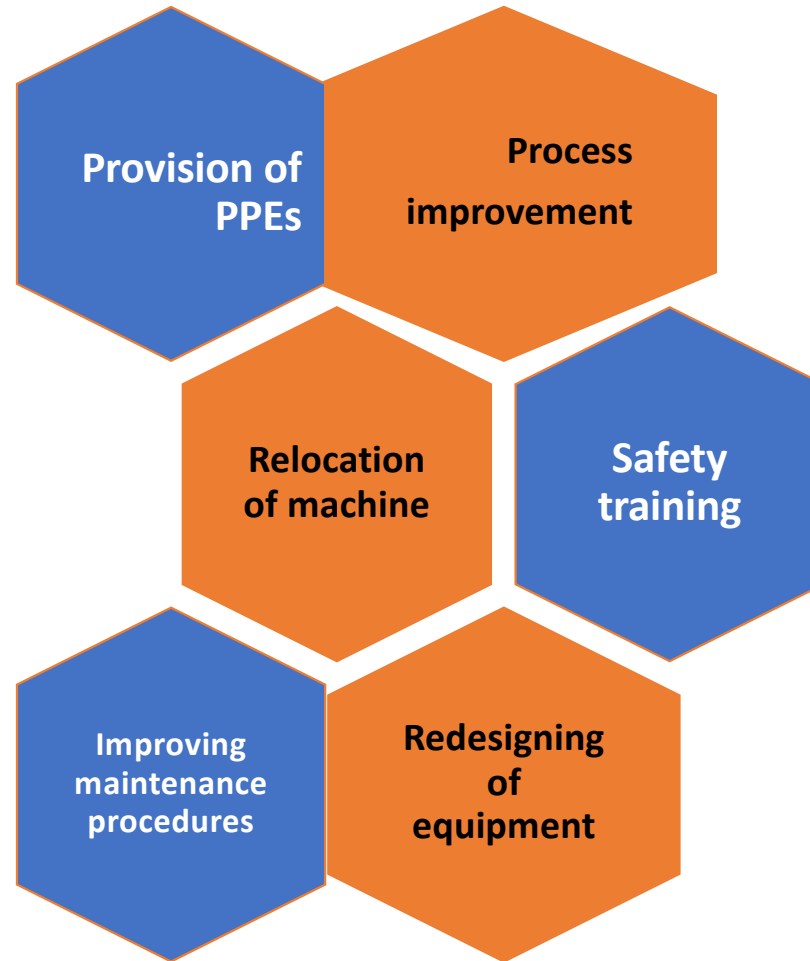 Provision of
PPEs
Process
improvement
Relocation
of machine
Safety
training
Improving
maintenance
procedures
Redesigning
of
equipment